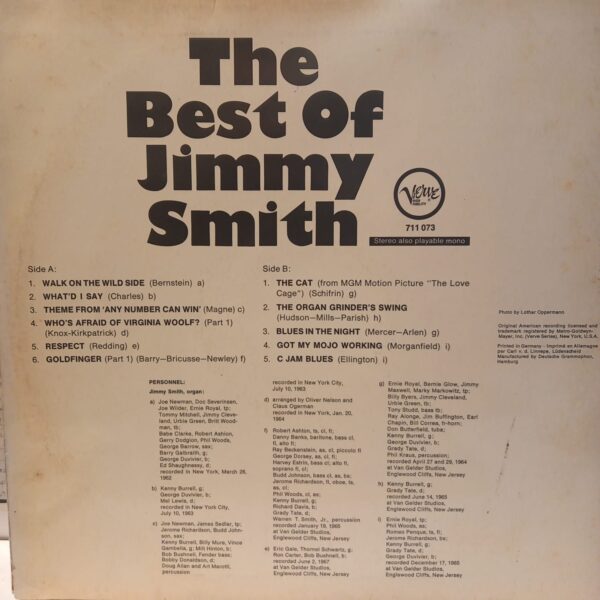 The
Best Of
Jimmy
Smith
Verve
711 073
Stereo also playable mono
Side A:
1. WALK ON THE WILD SIDE (Bernstein) a)
2. WHAT'D I SAY (Charles) b)
3. THEME FROM 'ANY NUMBER CAN WIN' (Magne) c)
4. WHO'S AFRAID OF VIRGINIA WOOLF? (Part 1)
(Knox-Kirkpatrick) d)
5. RESPECT (Redding) e)
6. GOLDFINGER (Part 1) (Barry—Bricusse—Newley) f)
Side B:
1. THE CAT (from MGM Motion Picture "The Love
Cage") (Schifrin) g)
2. THE ORGAN GRINDER'S SWING
(Hudson—Mills—Parish) h)
3. BLUES IN THE NIGHT (Mercer—Arlen) g)
4. GOT MY MOJO WORKING (Morganfield) i)
5. C JAM BLUES (Ellington) i)
Photo by Lothar Oppermann
Original American recording licensed and
trademark registered by Metro-Goldwyn-
Mayer, Inc. (Verve Series), New York, U.S.A.
Printed in Germany · Imprimé en Allemagne
par Carl v. d. Linnepe, Lüdenscheid
Manufactured by Deutsche Grammophon,
Hamburg
PERSONNEL:
Jimmy Smith, organ:
a) Joe Newman, Doc Severinsen,
Joe Wilder, Ernie Royal, tp;
Tommy Mitchell, Jimmy Cleve-
land, Urbie Green, Britt Wood-
man, tb;
Babe Clarke, Robert Ashton,
Gerry Dodgion, Phil Woods,
George Barrow, sax;
Barry Galbraith, g;
George Duvivier, b;
Ed Shaughnessy, d;
recorded in New York, March 26,
1962
b) Kenny Burrell, g;
George Duvivier, b;
Mel Lewis, d;
recorded in New York City,
July 10, 1963
c) Joe Newman, James Sedlar, tp;
Jerome Richardson, Budd John-
son, sax;
Kenny Burrell, Billy Mure, Vince
Gambella, g; Milt Hinton, b;
Bob Bushnell, Fender bass;
Bobby Donaldson, d;
Doug Allan and Art Marotti,
percussion
recorded in New York City,
July 10, 1963
d) arranged by Oliver Nelson and
Claus Ogerman
recorded in New York, Jan. 20,
1964
f) Robert Ashton, ts, cl, fl;
Danny Banks, baritone, bass cl,
fl, alto fl;
Ray Beckenstein, as, cl, piccolo fl
George Dorsey, as, cl, fl;
Harvey Estrin, bass cl, alto fl,
soprano fl, cl;
Budd Johnson, bass cl, as, bs;
Jerome Richardson, fl, oboe, ts,
as, cl;
Phil Woods, cl, as;
Kenny Burrell, g;
Richard Davis, b;
Grady Tate, d;
Warren T. Smith, Jr., percussion
recorded January 19, 1965
at Van Gelder Studios,
Englewood Cliffs, New Jersey
e) Eric Gale, Thornel Schwartz, g;
Ron Carter, Bob Bushnell, b;
recorded June 2, 1967
at Van Gelder Studios
Englewood Cliffs, New Jersey
g) Ernie Royal, Bernie Glow, Jimmy
Maxwell, Marky Markowitz, tp;
Billy Byers, Jimmy Cleveland,
Urbie Green, tb;
Tony Studd, bass tb;
Ray Alonge, Jim Buffington, Earl
Chapin, Bill Correa, fr-horn;
Don Butterfield, tuba;
Kenny Burrell, g;
George Duvivier, b;
Grady Tate, d;
Phil Kraus, percussion;
recorded April 27 and 29, 1964
at Van Gelder Studios,
Englewood Cliffs, New Jersey
h) Kenny Burrell, g;
Grady Tate, d;
recorded June 14, 1965
at Van Gelder Studios,
Englewood Cliffs, New Jersey
i) Ernie Royal, tp;
Phil Woods, as;
Romeo Penque, ts, fl;
Jerome Richardson, bs;
Kenny Burrell, g;
Grady Tate, d;
George Duvivier, b;
recorded December 17, 1965
at Van Gelder Studios,
Englewood Cliffs, New Jersey